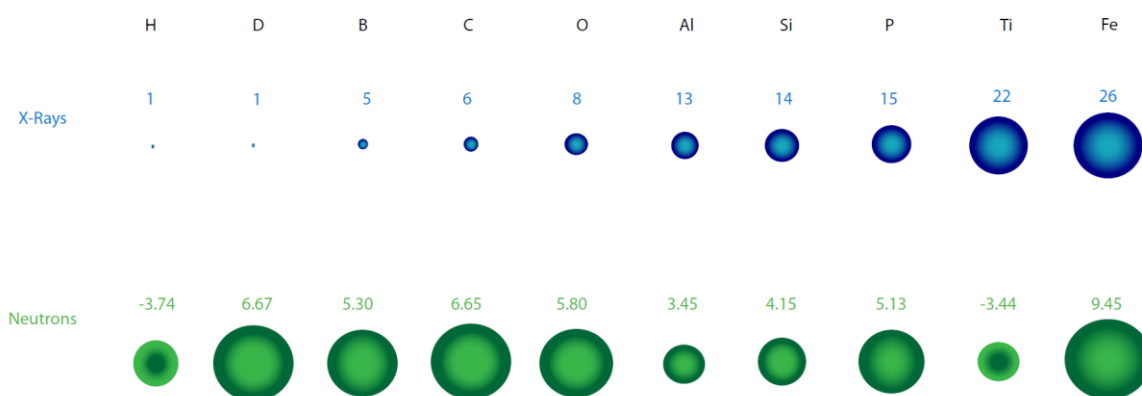 H D B C O Al Si P Ti Fe
X-Rays 1 1 5 6 8 13 14 15 22 26
Neutrons -3.74 6.67 5.30 6.65 5.80 3.45 4.15 5.13 -3.44 9.45